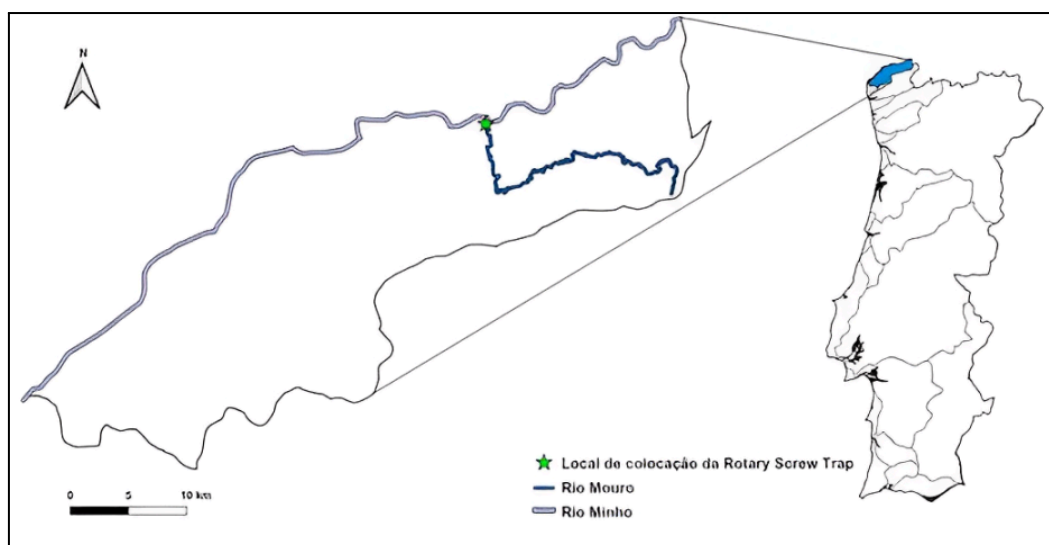 N
Local de colocação da Rotary Screw Trap
Rio Mouro
Rio Minho
0 5 10 km